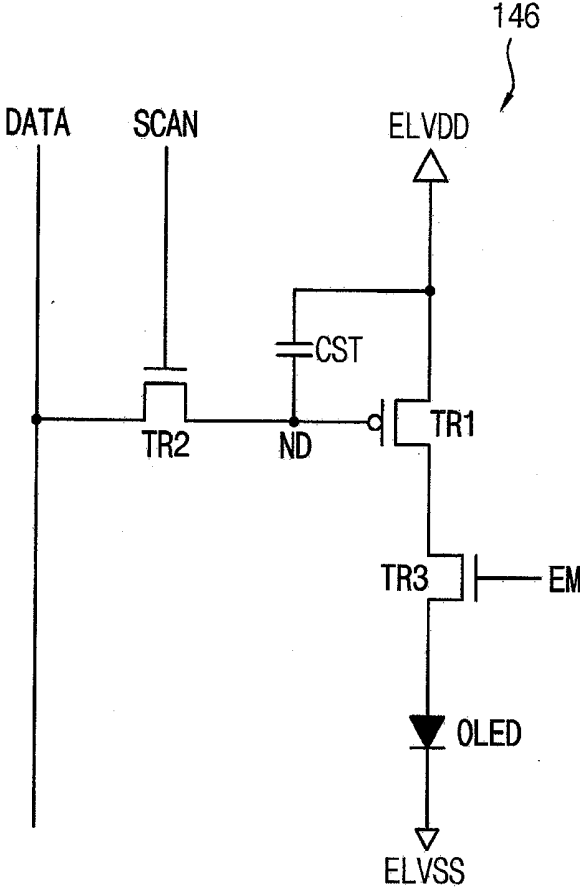 146
DATA
SCAN
ELVDD
CST
TR1
TR2
ND
TR3
EM
OLED
ELVSS